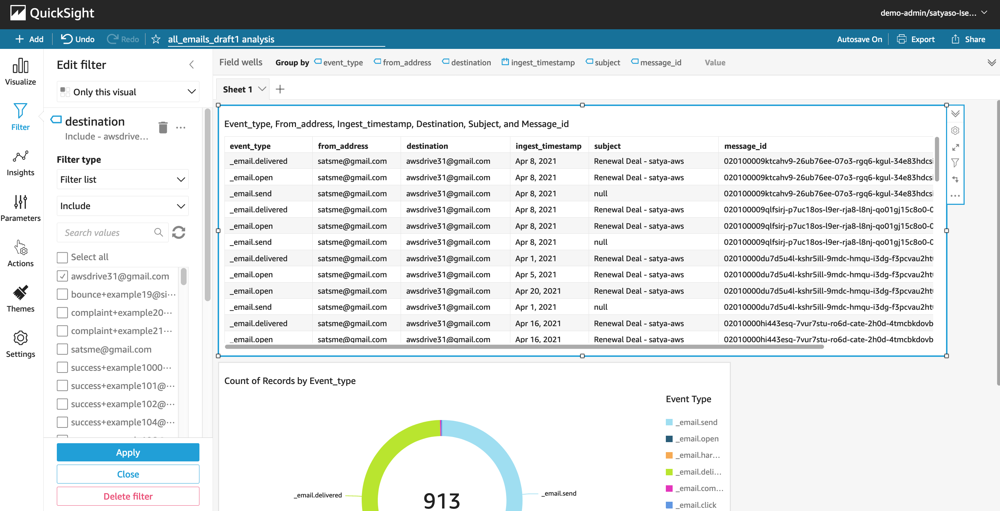 QuickSight
demo-admin/satyaso-lse...
Add
Undo
Redo
all_emails_draft1 analysis
Autosave On
Export
Share
Visualize
Filter
Insights
Parameters
Actions
Themes
Settings
Edit filter
Only this visual
destination
Include - awsdrive...
Filter type
Filter list
Include
Search values
Select all
awsdrive31@gmail.com
bounce+example19@si...
complaint+example20...
complaint+example21...
satsme@gmail.com
success+example1000...
success+example101@...
success+example102@...
success+example104@...
Apply
Close
Delete filter
Field wells Group by event_type from_address destination ingest_timestamp subject message_id Value
Sheet 1
Event_type, From_address, Ingest_timestamp, Destination, Subject, and Message_id
event_type from_address destination ingest_timestamp subject message_id
_email.delivered satsme@gmail.com awsdrive31@gmail.com Apr 8, 2021 Renewal Deal - satya-aws 020100009ktcahv9-26ub76ee-07o3-rgq6-kgul-34e83hdcsi
_email.open satsme@gmail.com awsdrive31@gmail.com Apr 8, 2021 Renewal Deal - satya-aws 020100009ktcahv9-26ub76ee-07o3-rgq6-kgul-34e83hdcsi
_email.send satsme@gmail.com awsdrive31@gmail.com Apr 8, 2021 null 020100009ktcahv9-26ub76ee-07o3-rgq6-kgul-34e83hdcsi
_email.delivered satsme@gmail.com awsdrive31@gmail.com Apr 8, 2021 Renewal Deal - satya-aws 020100009qlfsirj-p7uc18os-l9er-rja8-l8nj-qo01gj15c8o0-0
_email.open satsme@gmail.com awsdrive31@gmail.com Apr 8, 2021 Renewal Deal - satya-aws 020100009qlfsirj-p7uc18os-l9er-rja8-l8nj-qo01gj15c8o0-0
_email.send satsme@gmail.com awsdrive31@gmail.com Apr 8, 2021 null 020100009qlfsirj-p7uc18os-l9er-rja8-l8nj-qo01gj15c8o0-0
_email.delivered satsme@gmail.com awsdrive31@gmail.com Apr 1, 2021 Renewal Deal - satya-aws 02010000du7d5u4l-kshr5ill-9mdc-hmqu-i3dg-f3pcvau2ht
_email.open satsme@gmail.com awsdrive31@gmail.com Apr 5, 2021 Renewal Deal - satya-aws 02010000du7d5u4l-kshr5ill-9mdc-hmqu-i3dg-f3pcvau2ht
_email.open satsme@gmail.com awsdrive31@gmail.com Apr 20, 2021 Renewal Deal - satya-aws 02010000du7d5u4l-kshr5ill-9mdc-hmqu-i3dg-f3pcvau2ht
_email.send satsme@gmail.com awsdrive31@gmail.com Apr 1, 2021 null 02010000du7d5u4l-kshr5ill-9mdc-hmqu-i3dg-f3pcvau2ht
_email.delivered satsme@gmail.com awsdrive31@gmail.com Apr 16, 2021 Renewal Deal - satya-aws 02010000hi443esq-7vur7stu-ro6d-cate-2h0d-4tmcbkdovb
_email.open satsme@gmail.com awsdrive31@gmail.com Apr 16, 2021 Renewal Deal - satya-aws 02010000hi443esq-7vur7stu-ro6d-cate-2h0d-4tmcbkdovb
Count of Records by Event_type
Event Type
_email.send
_email.open
_email.har...
_email.deli...
_email.com...
_email.click
_email.delivered
913
_email.send